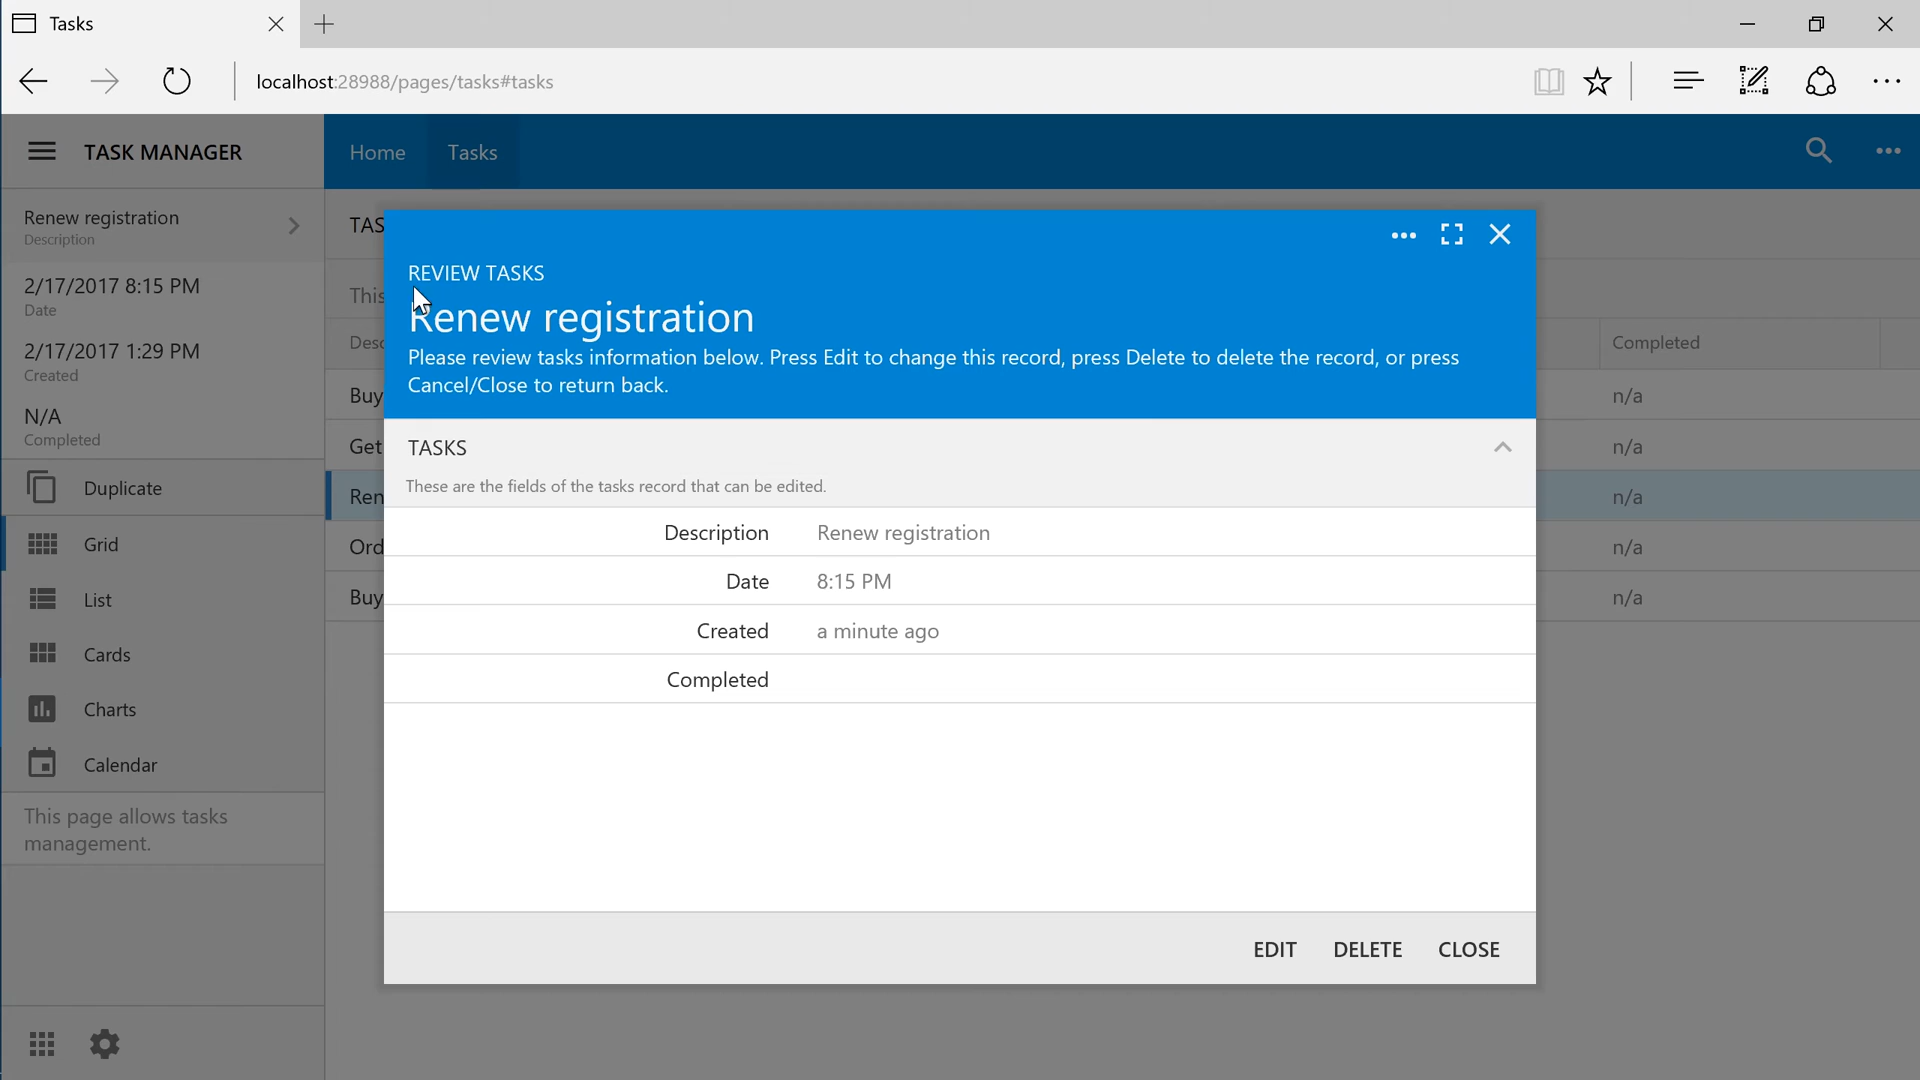 Tasks
localhost:28988/pages/tasks#tasks
TASK MANAGER
Home
Tasks
Renew registration
Description
2/17/2017 8:15 PM
Date
2/17/2017 1:29 PM
Created
N/A
Completed
Duplicate
Grid
List
Cards
Charts
Calendar
This page allows tasks
management.
TAS
This
Desc
Completed
Buy
n/a
Get
n/a
Ren
n/a
Ord
n/a
Buy
n/a
REVIEW TASKS
Renew registration
Please review tasks information below. Press Edit to change this record, press Delete to delete the record, or press
Cancel/Close to return back.
TASKS
These are the fields of the tasks record that can be edited.
Description Renew registration
Date 8:15 PM
Created a minute ago
Completed
EDIT DELETE CLOSE